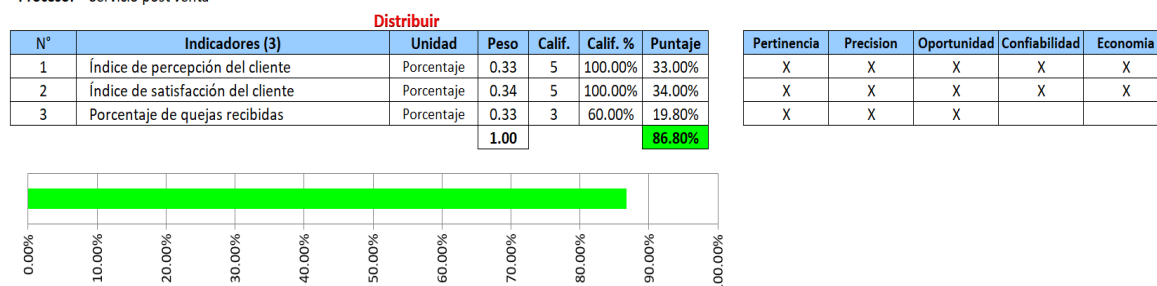 Distribuir
N° Indicadores (3) Unidad Peso Calif. Calif. % Puntaje Pertinencia Precision Oportunidad Confiabilidad Economia
1 Índice de percepción del cliente Porcentaje 0.33 5 100.00% 33.00% X X X X X
2 Índice de satisfacción del cliente Porcentaje 0.34 5 100.00% 34.00% X X X X X
3 Porcentaje de quejas recibidas Porcentaje 0.33 3 60.00% 19.80% X X X
1.00 86.80%
0.00% 10.00% 20.00% 30.00% 40.00% 50.00% 60.00% 70.00% 80.00% 90.00% 00.00%